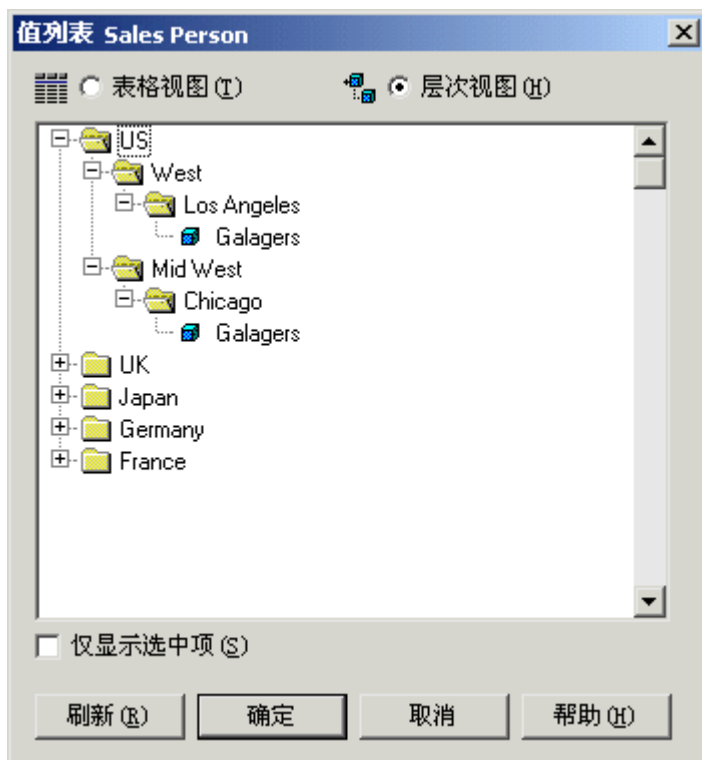 值列表 Sales Person
表格视图(T) 层次视图(H)
US
West
Los Angeles
Galagers
Mid West
Chicago
Galagers
UK
Japan
Germany
France
仅显示选中项(S)
刷新(R) 确定 取消 帮助(H)